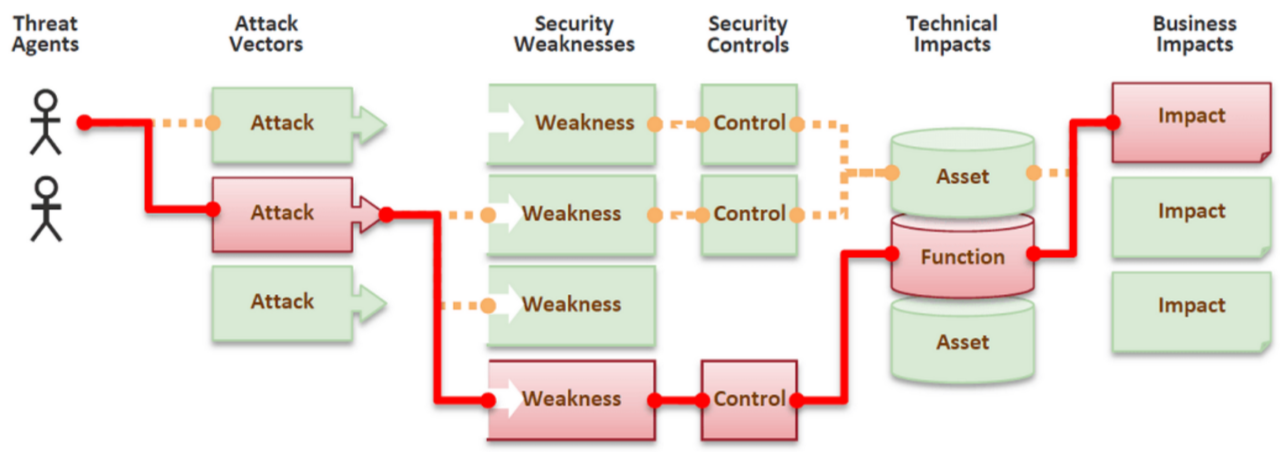 Threat
Agents
Attack
Vectors
Security
Weaknesses
Security
Controls
Technical
Impacts
Business
Impacts
Attack
Attack
Attack
Weakness
Weakness
Weakness
Weakness
Control
Control
Control
Asset
Function
Asset
Impact
Impact
Impact